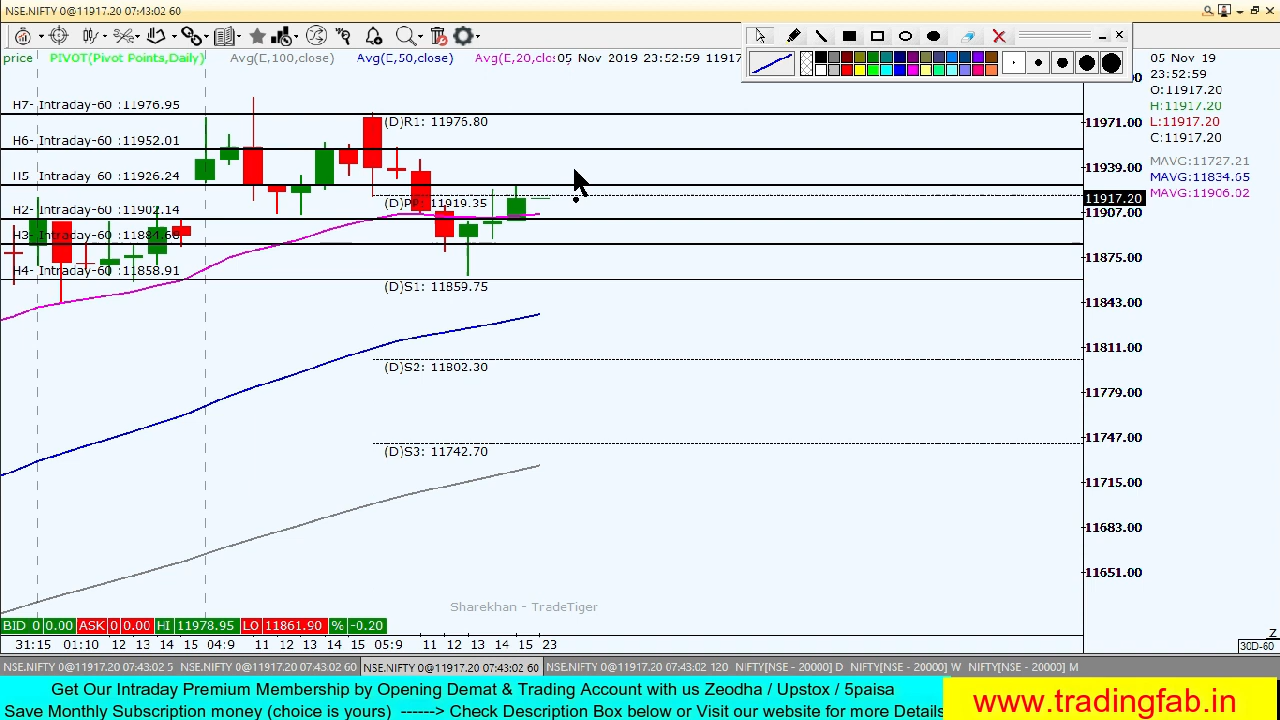 NSE.NIFTY 0@11917.20 07:43:02 60
price PIVOT(Pivot Points,Daily) Avg(E,100,close) Avg(E,50,close) Avg(E,20,clc 05 Nov 2019 23:52:59 11917
05 Nov 19
23:52:59
O:11917.20
H:11917.20
L:11917.20
C:11917.20
MAVG:11727.21
MAVG:11834.65
MAVG:11906.02
H7- Intraday-60 :11976.95
H6- Intraday-60 :11952.01
H5 Intraday-60 :11926.24
H2- Intraday-60 :11902.14
H3- Intraday-60 :11884.66
H4- Intraday-60 :11858.91
(D)R1: 11975.80
(D)PP: 11919.35
(D)S1: 11859.75
(D)S2: 11802.30
(D)S3: 11742.70
11971.00
11939.00
11917.20
11907.00
11875.00
11843.00
11811.00
11779.00
11747.00
11715.00
11683.00
11651.00
Sharekhan - TradeTiger
BID 0 0.00 ASK 0 0.00 HI 11978.95 LO 11861.90 % -0.20
31:15 01:10 12 13 14 15 04:9 11 12 13 14 15 05:9 11 12 13 14 15 23
Z
30D-60
NSE.NIFTY 0@11917.20 07:43:02 5 NSE.NIFTY 0@11917.20 07:43:02 60 NSE.NIFTY 0@11917.20 07:43:02 60 NSE.NIFTY 0@11917.20 07:43:02 120 NIFTY[NSE - 20000] D NIFTY[NSE - 20000] W NIFTY[NSE - 20000] M
Get Our Intraday Premium Membership by Opening Demat & Trading Account with us Zeodha / Upstox / 5paisa
Save Monthly Subscription money (choice is yours) ------> Check Description Box below or Visit our website for more Details
www.tradingfab.in